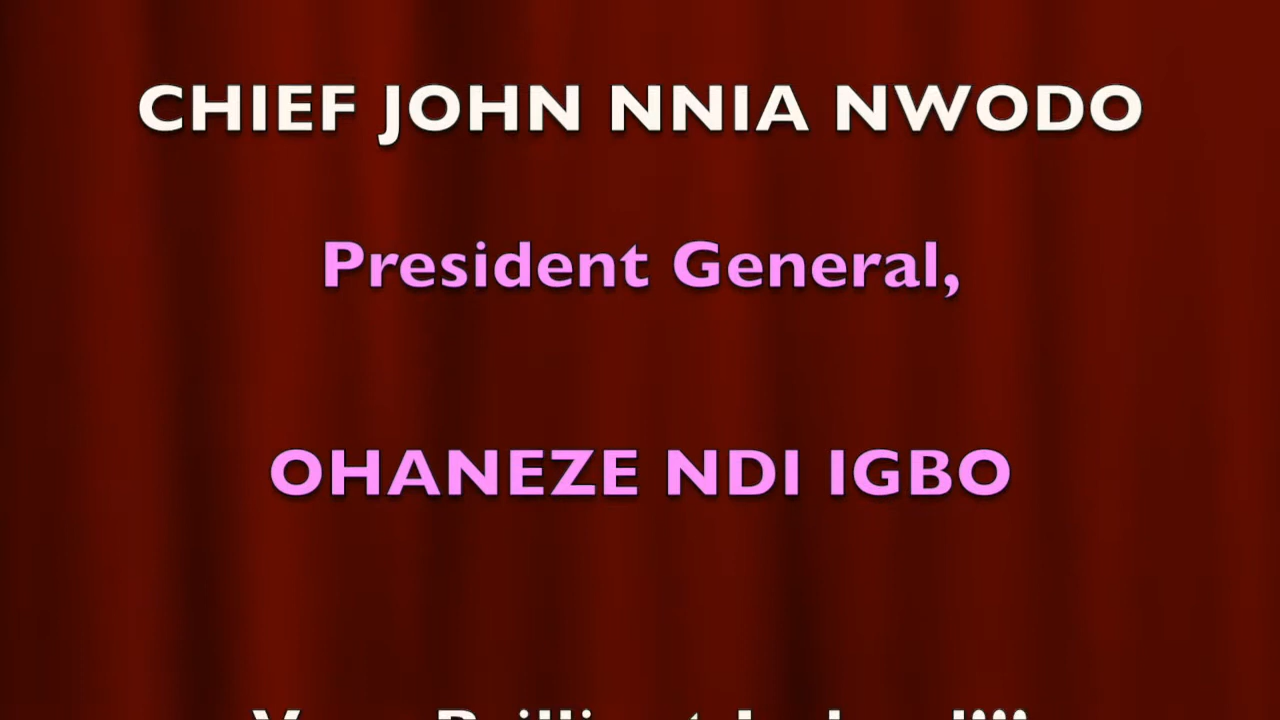 CHIEF JOHN NNIA NWODO
President General,
OHANEZE NDI IGBO